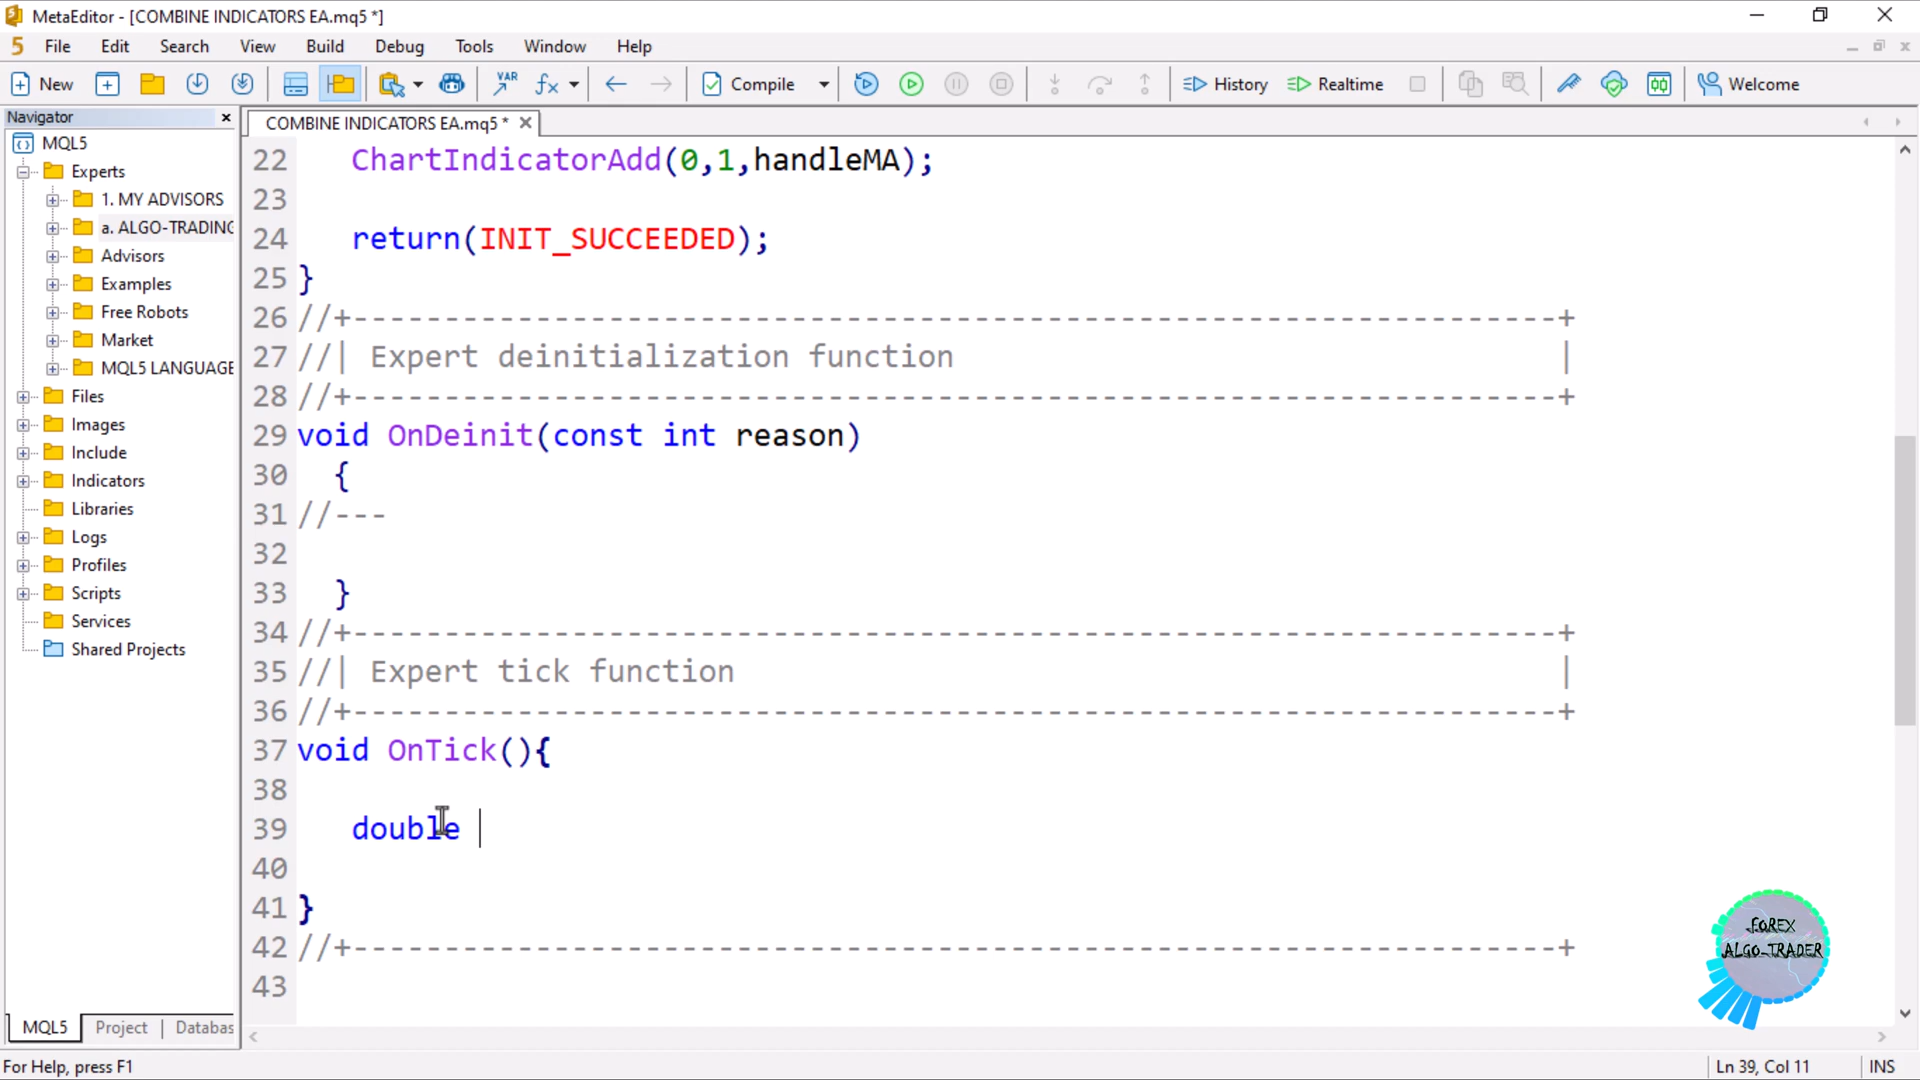 MetaEditor - [COMBINE INDICATORS EA.mq5 *]
5 File Edit Search View Build Debug Tools Window Help
New VAR Compile History Realtime Welcome
Navigator
COMBINE INDICATORS EA.mq5 *
MQL5
Experts
1. MY ADVISORS
a. ALGO-TRADING
Advisors
Examples
Free Robots
Market
MQL5 LANGUAGE
Files
Images
Include
Indicators
Libraries
Logs
Profiles
Scripts
Services
Shared Projects
MQL5 Project Databas
22 ChartIndicatorAdd(0,1,handleMA);
23
24 return(INIT_SUCCEEDED);
25 }
26 //+------------------------------------------------------------------+
27 //| Expert deinitialization function |
28 //+------------------------------------------------------------------+
29 void OnDeinit(const int reason)
30 {
31 //---
32
33 }
34 //+------------------------------------------------------------------+
35 //| Expert tick function |
36 //+------------------------------------------------------------------+
37 void OnTick(){
38
39 double
40
41 }
42 //+------------------------------------------------------------------+
43
FOREX
ALGO-TRADER
For Help, press F1 Ln 39, Col 11 INS